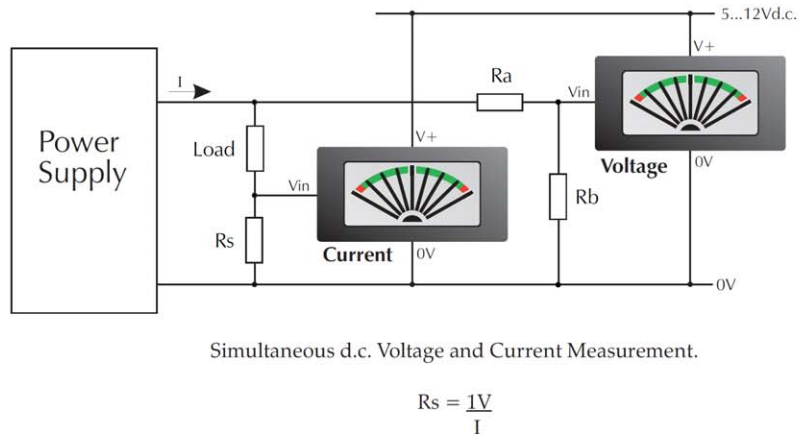 5...12Vd.c.
V+
I
Ra
Vin
Power
Supply
Load
V+
Voltage
0V
Vin
Rb
Rs
Current
0V
0V
Simultaneous d.c. Voltage and Current Measurement.
Rs = 1V
I